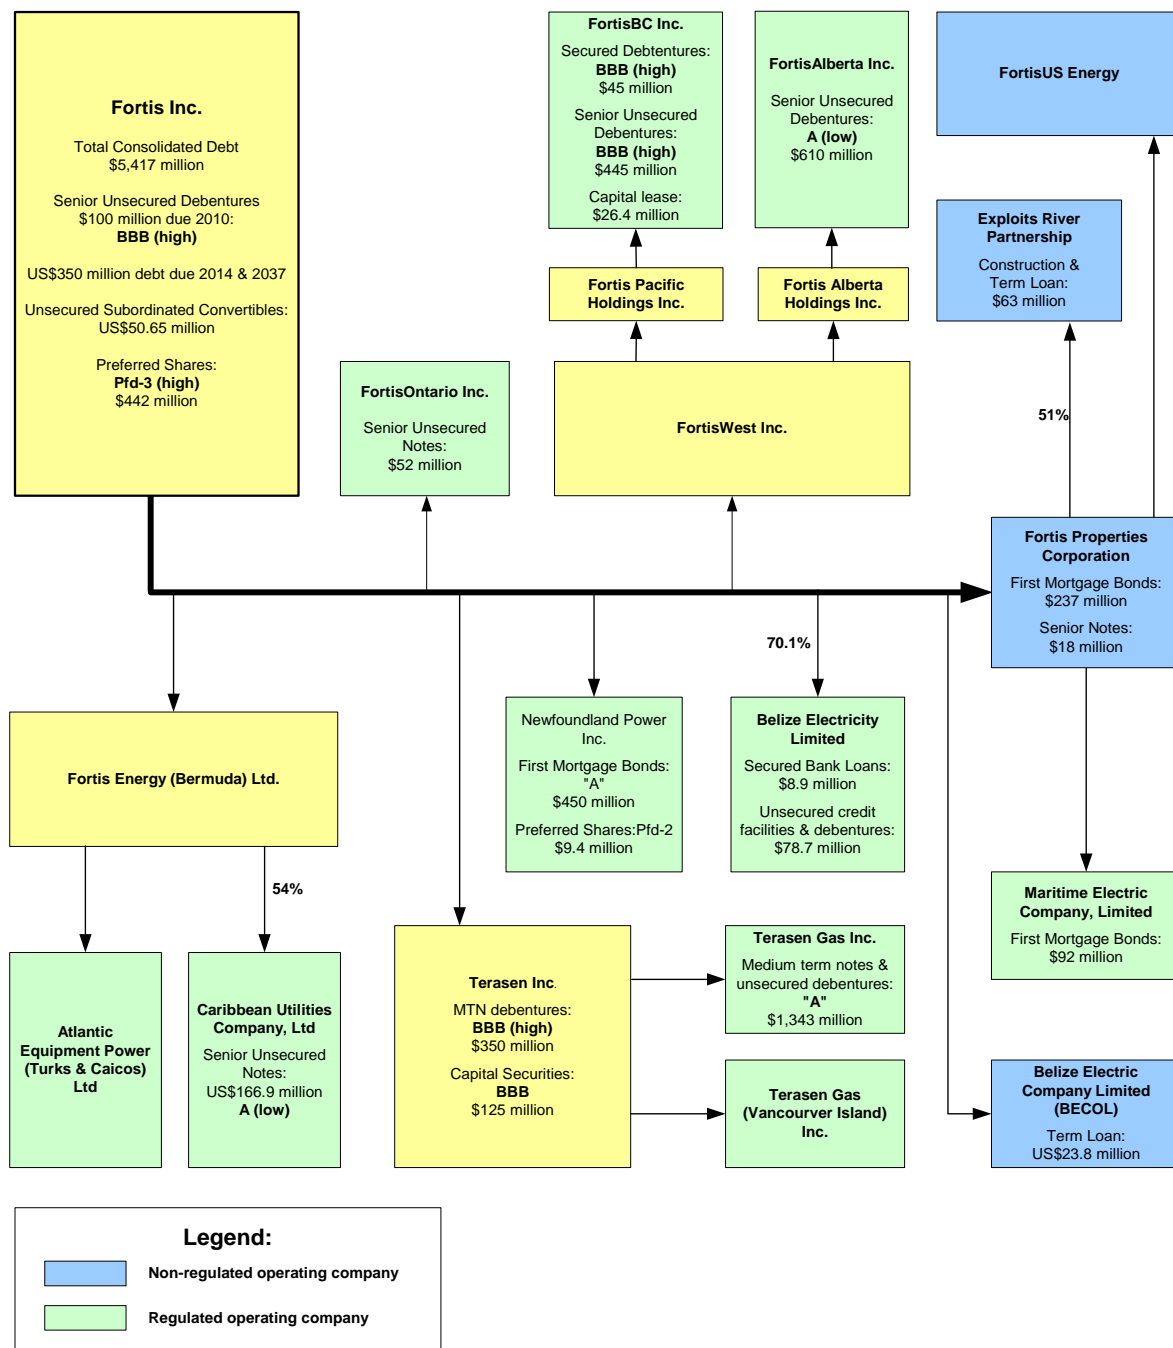 Fortis Inc.
Total Consolidated Debt
$5,417 million
Senior Unsecured Debentures
$100 million due 2010:
BBB (high)
US$350 million debt due 2014 & 2037
Unsecured Subordinated Convertibles:
US$50.65 million
Preferred Shares:
Pfd-3 (high)
$442 million
FortisBC Inc.
Secured Debtentures:
BBB (high)
$45 million
Senior Unsecured
Debentures:
BBB (high)
$445 million
Capital lease:
$26.4 million
FortisAlberta Inc.
Senior Unsecured
Debentures:
A (low)
$610 million
FortisUS Energy
Exploits River
Partnership
Construction &
Term Loan:
$63 million
Fortis Pacific
Holdings Inc.
Fortis Alberta
Holdings Inc.
FortisOntario Inc.
Senior Unsecured
Notes:
$52 million
FortisWest Inc.
51%
Fortis Properties
Corporation
First Mortgage Bonds:
$237 million
Senior Notes:
$18 million
70.1%
Fortis Energy (Bermuda) Ltd.
Newfoundland Power
Inc.
First Mortgage Bonds:
"A"
$450 million
Preferred Shares:Pfd-2
$9.4 million
Belize Electricity
Limited
Secured Bank Loans:
$8.9 million
Unsecured credit
facilities & debentures:
$78.7 million
54%
Maritime Electric
Company, Limited
First Mortgage Bonds:
$92 million
Atlantic
Equipment Power
(Turks & Caicos)
Ltd
Caribbean Utilities
Company, Ltd
Senior Unsecured
Notes:
US$166.9 million
A (low)
Terasen Inc.
MTN debentures:
BBB (high)
$350 million
Capital Securities:
BBB
$125 million
Terasen Gas Inc.
Medium term notes &
unsecured debentures:
"A"
$1,343 million
Terasen Gas
(Vancourver Island)
Inc.
Belize Electric
Company Limited
(BECOL)
Term Loan:
US$23.8 million
Legend:
Non-regulated operating company
Regulated operating company